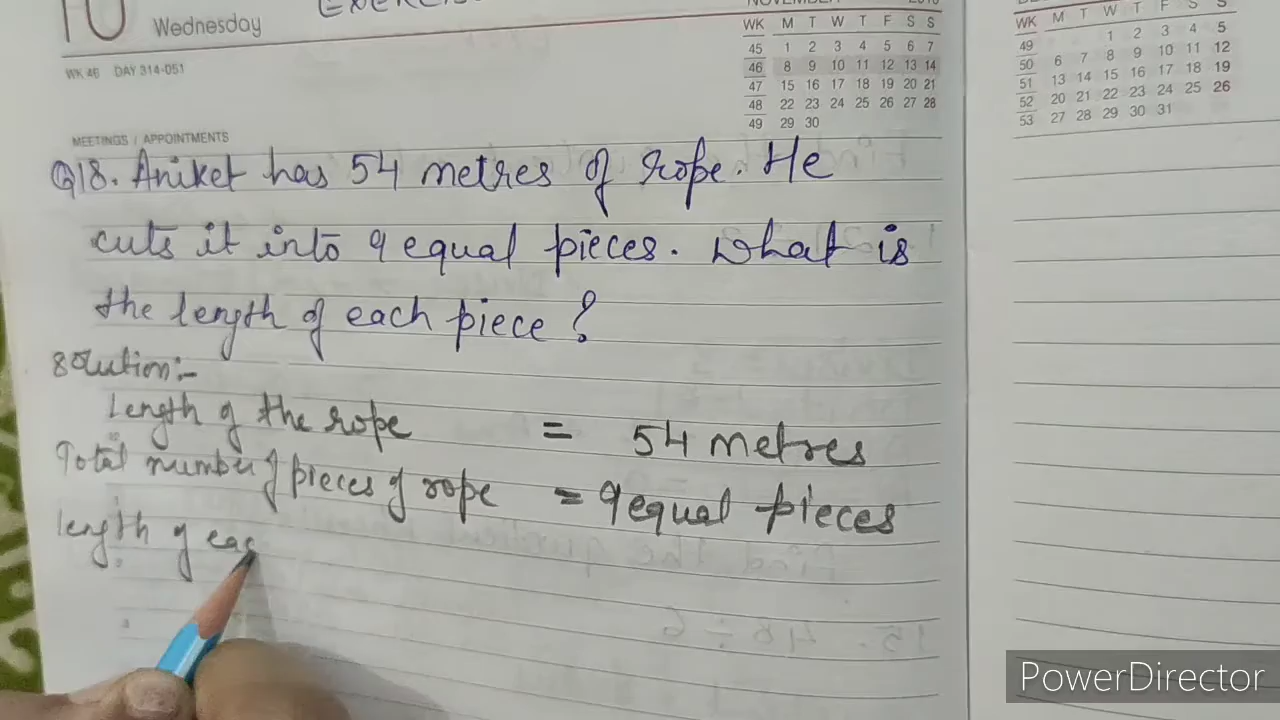 10
Wednesday
WK 46 DAY 314-051
MEETINGS / APPOINTMENTS
WK M T W T F S S
45 1 2 3 4 5 6 7
46 8 9 10 11 12 13 14
47 15 16 17 18 19 20 21
48 22 23 24 25 26 27 28
49 29 30
WK M T W T F S S
49 1 2 3 4 5
50 6 7 8 9 10 11 12
51 13 14 15 16 17 18 19
52 20 21 22 23 24 25 26
53 27 28 29 30 31
Q18. Aniket has 54 metres of rope. He
cuts it into 9 equal pieces. What is
the length of each piece?
Solution:-
Length of the rope = 54 metres
Total number of pieces of rope = 9 equal pieces
length of eac
PowerDirector